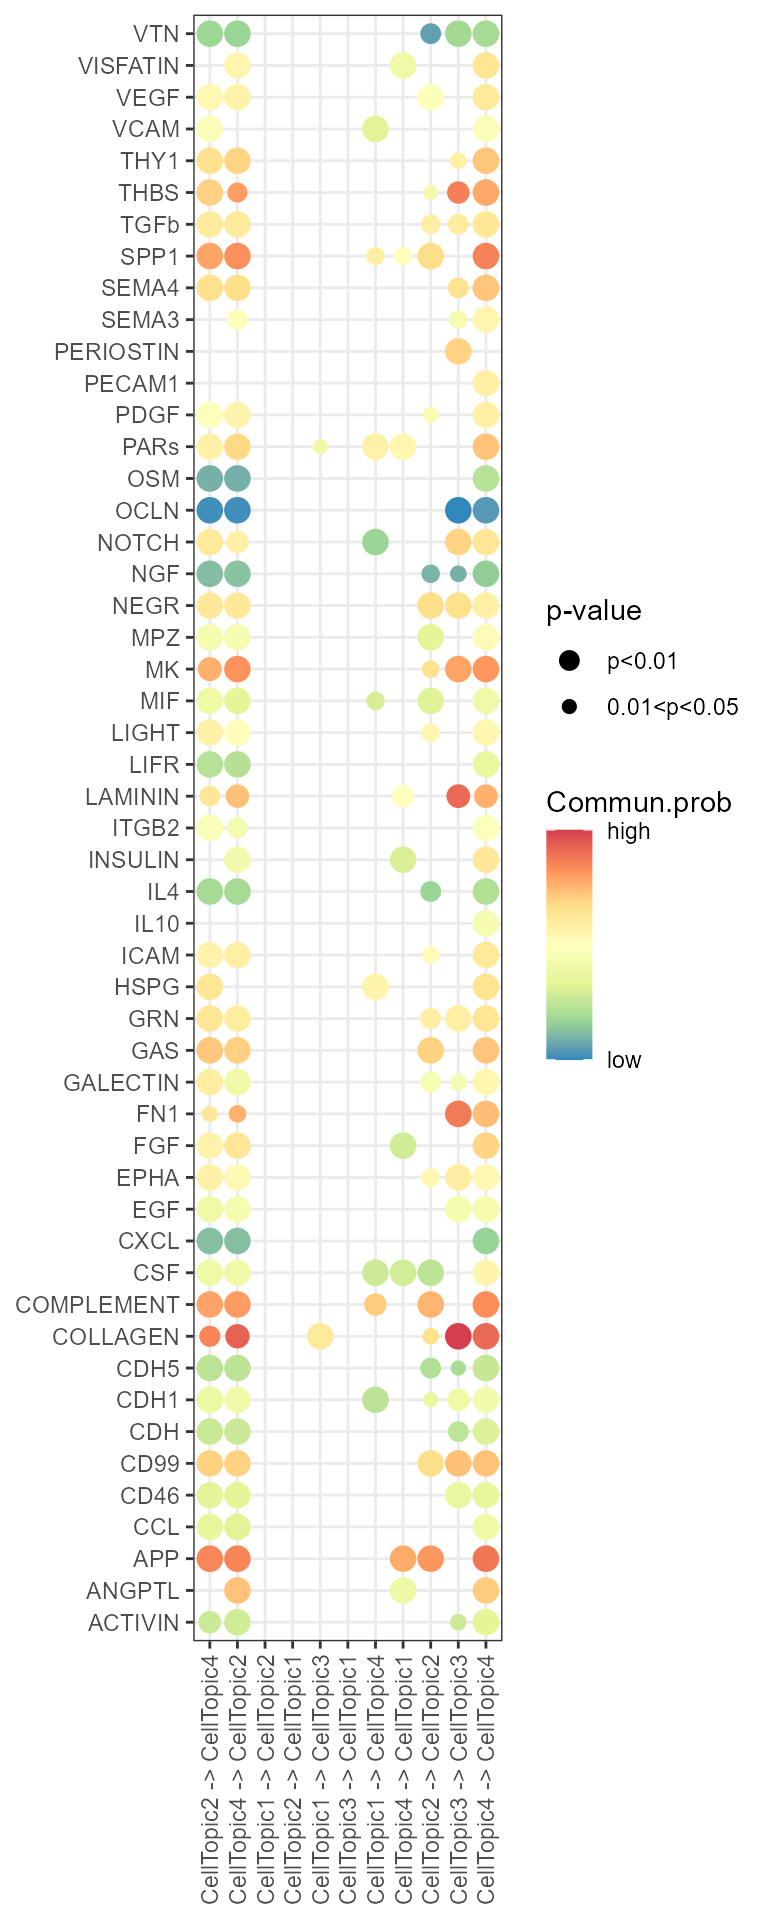 VTN
VISFATIN
VEGF
VCAM
THY1
THBS
TGFb
SPP1
SEMA4
SEMA3
PERIOSTIN
PECAM1
PDGF
PARs
OSM
OCLN
NOTCH
NGF
NEGR
MPZ
MK
MIF
LIGHT
LIFR
LAMININ
ITGB2
INSULIN
IL4
IL10
ICAM
HSPG
GRN
GAS
GALECTIN
FN1
FGF
EPHA
EGF
CXCL
CSF
COMPLEMENT
COLLAGEN
CDH5
CDH1
CDH
CD99
CD46
CCL
APP
ANGPTL
ACTIVIN
CellTopic2 -> CellTopic4
CellTopic4 -> CellTopic2
CellTopic1 -> CellTopic2
CellTopic2 -> CellTopic1
CellTopic1 -> CellTopic3
CellTopic3 -> CellTopic1
CellTopic1 -> CellTopic4
CellTopic4 -> CellTopic1
CellTopic2 -> CellTopic2
CellTopic3 -> CellTopic3
CellTopic4 -> CellTopic4
p-value
p<0.01
0.01<p<0.05
Commun.prob
high
low